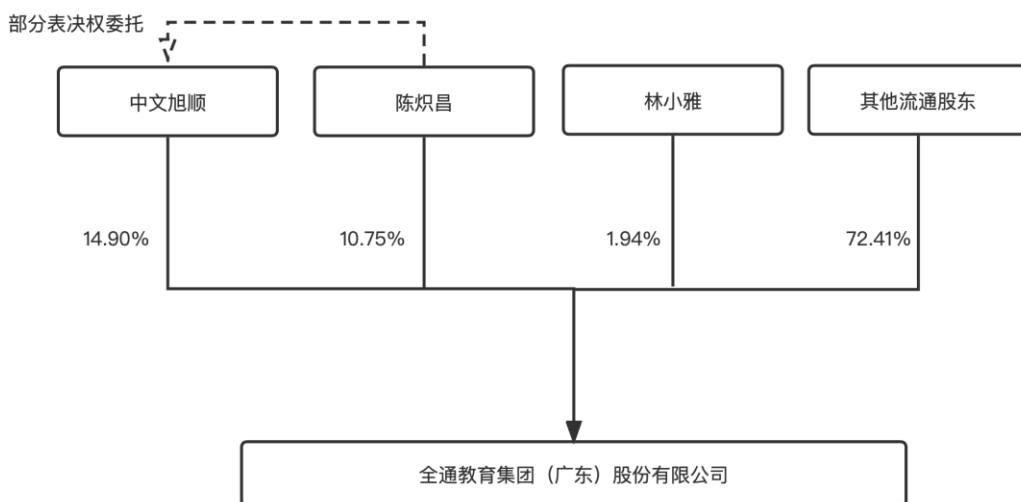 部分表决权委托
中文旭顺
陈炽昌
林小雅
其他流通股东
14.90%
10.75%
1.94%
72.41%
全通教育集团（广东）股份有限公司